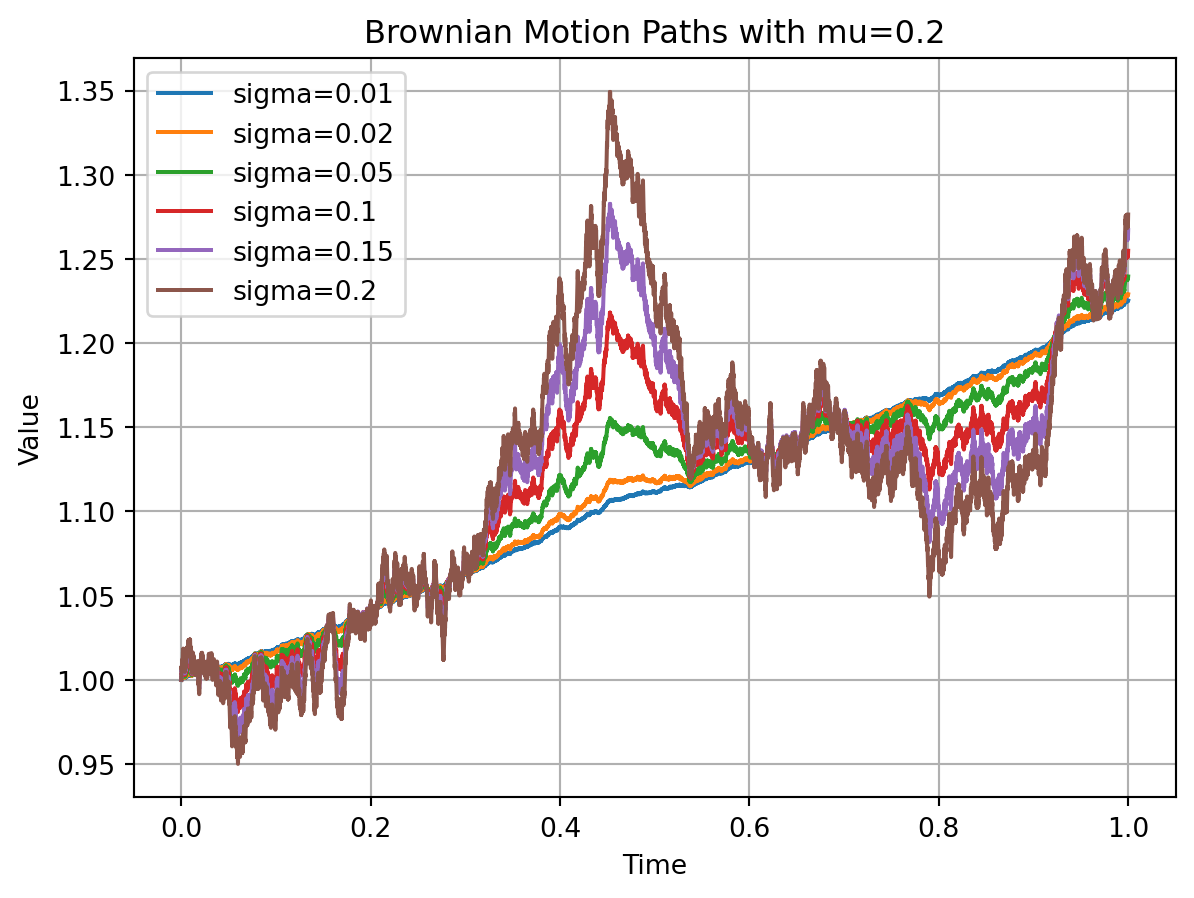 Brownian Motion Paths with mu=0.2
sigma=0.01
sigma=0.02
sigma=0.05
sigma=0.1
sigma=0.15
sigma=0.2
1.35
1.30
1.25
1.20
1.15
1.10
1.05
1.00
0.95
Value
0.0 0.2 0.4 0.6 0.8 1.0
Time